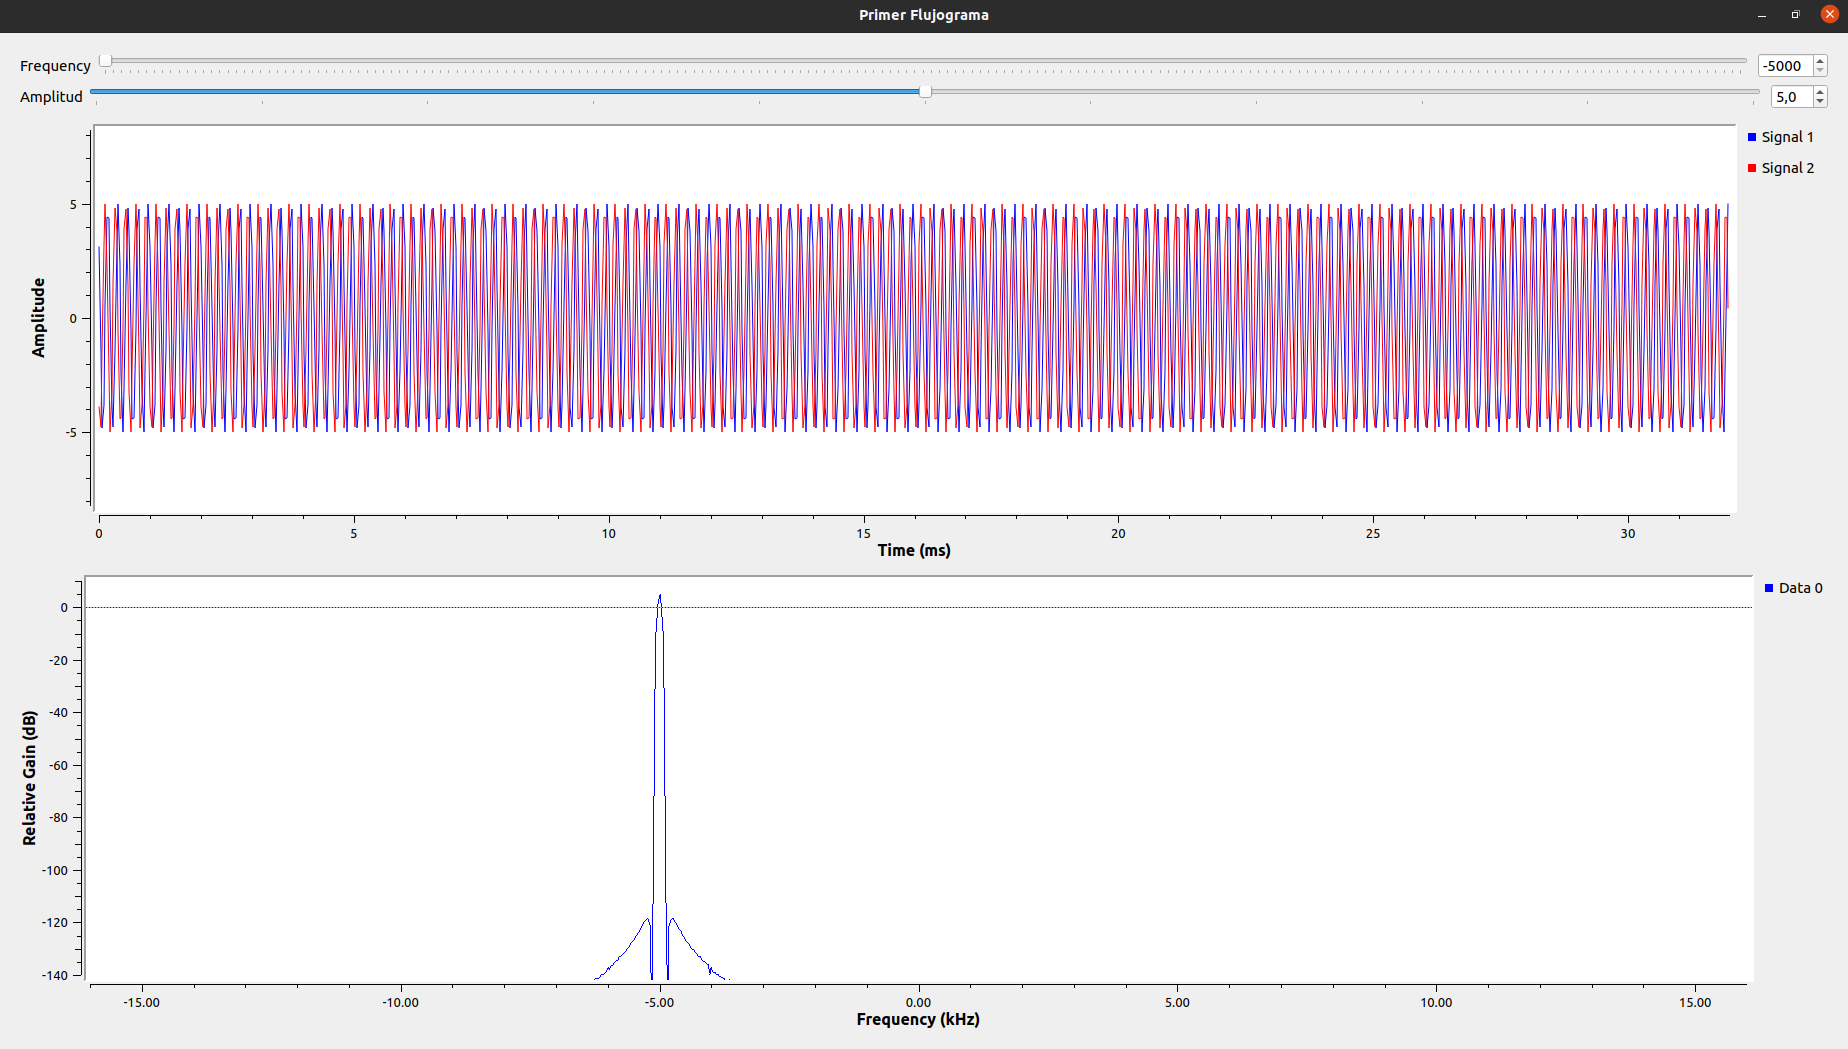 Primer Flujograma
Frequency -5000
Amplitud 5,0
Signal 1
Signal 2
Amplitude
5
0
-5
0 5 10 15 20 25 30
Time (ms)
Data 0
Relative Gain (dB)
0
-20
-40
-60
-80
-100
-120
-140
-15.00 -10.00 -5.00 0.00 5.00 10.00 15.00
Frequency (kHz)